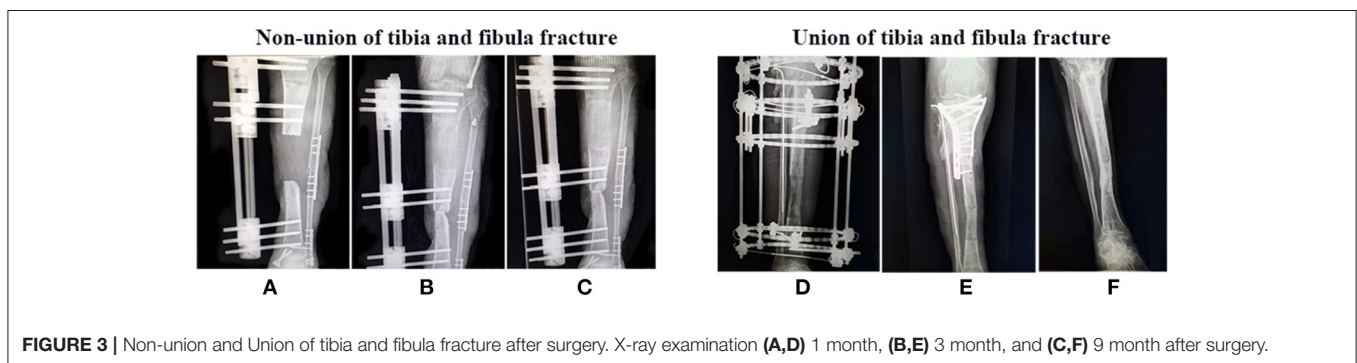 Non-union of tibia and fibula fracture
Union of tibia and fibula fracture
A
B
C
D
E
F
FIGURE 3 | Non-union and Union of tibia and fibula fracture after surgery. X-ray examination (A,D) 1 month, (B,E) 3 month, and (C,F) 9 month after surgery.